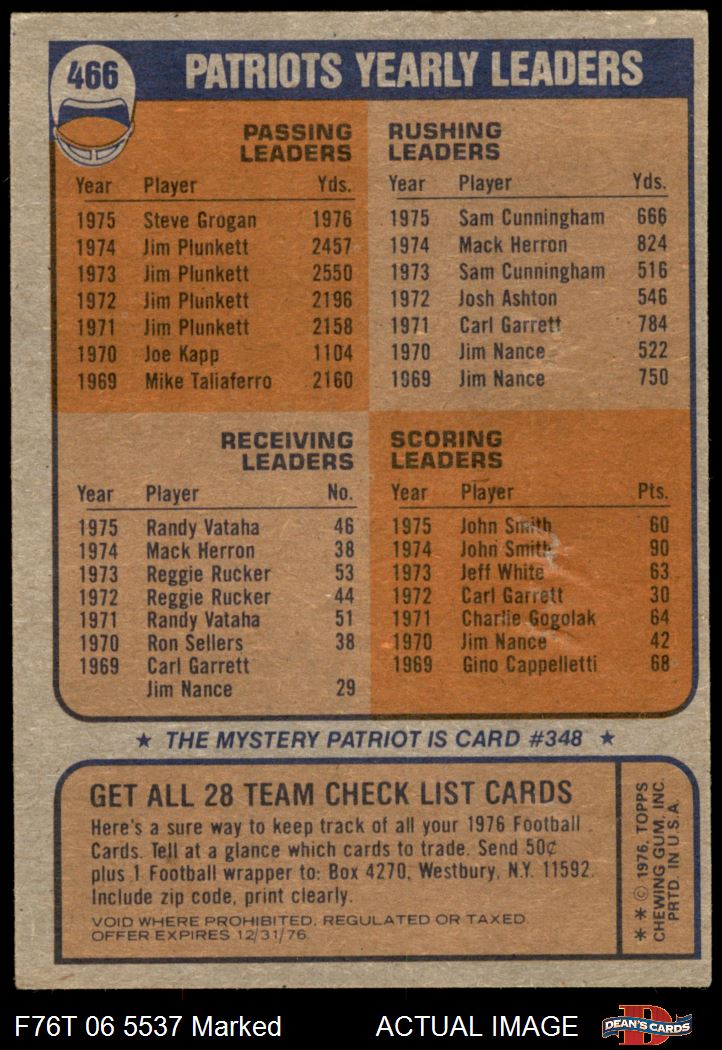 466
PATRIOTS YEARLY LEADERS
PASSING
LEADERS
Year Player Yds.
1975 Steve Grogan 1976
1974 Jim Plunkett 2457
1973 Jim Plunkett 2550
1972 Jim Plunkett 2196
1971 Jim Plunkett 2158
1970 Joe Kapp 1104
1969 Mike Taliaferro 2160
RUSHING
LEADERS
Year Player Yds.
1975 Sam Cunningham 666
1974 Mack Herron 824
1973 Sam Cunningham 516
1972 Josh Ashton 546
1971 Carl Garrett 784
1970 Jim Nance 522
1969 Jim Nance 750
RECEIVING
LEADERS
Year Player No.
1975 Randy Vataha 46
1974 Mack Herron 38
1973 Reggie Rucker 53
1972 Reggie Rucker 44
1971 Randy Vataha 51
1970 Ron Sellers 38
1969 Carl Garrett
Jim Nance 29
SCORING
LEADERS
Year Player Pts.
1975 John Smith 60
1974 John Smith 90
1973 Jeff White 63
1972 Carl Garrett 30
1971 Charlie Gogolak 64
1970 Jim Nance 42
1969 Gino Cappelletti 68
★ THE MYSTERY PATRIOT IS CARD #348 ★
GET ALL 28 TEAM CHECK LIST CARDS
Here's a sure way to keep track of all your 1976 Football
Cards. Tell at a glance which cards to trade. Send 50¢
plus 1 Football wrapper to: Box 4270, Westbury, N.Y. 11592.
Include zip code, print clearly.
VOID WHERE PROHIBITED, REGULATED OR TAXED.
OFFER EXPIRES 12/31/76.
** © 1976, TOPPS
CHEWING GUM, INC.
PRTD. IN U.S.A.
F76T 06 5537 Marked
ACTUAL IMAGE
D
DEAN'S CARDS